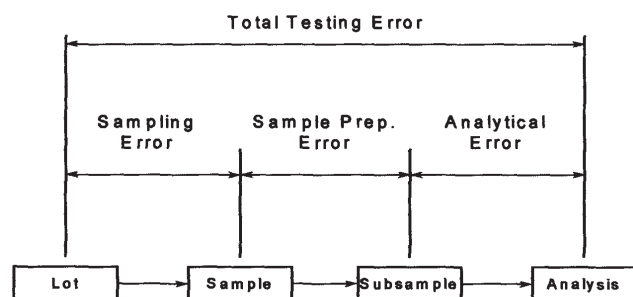 Total Testing Error
Sampling
Error
Sample Prep.
Error
Analytical
Error
Lot
Sample
Subsample
Analysis